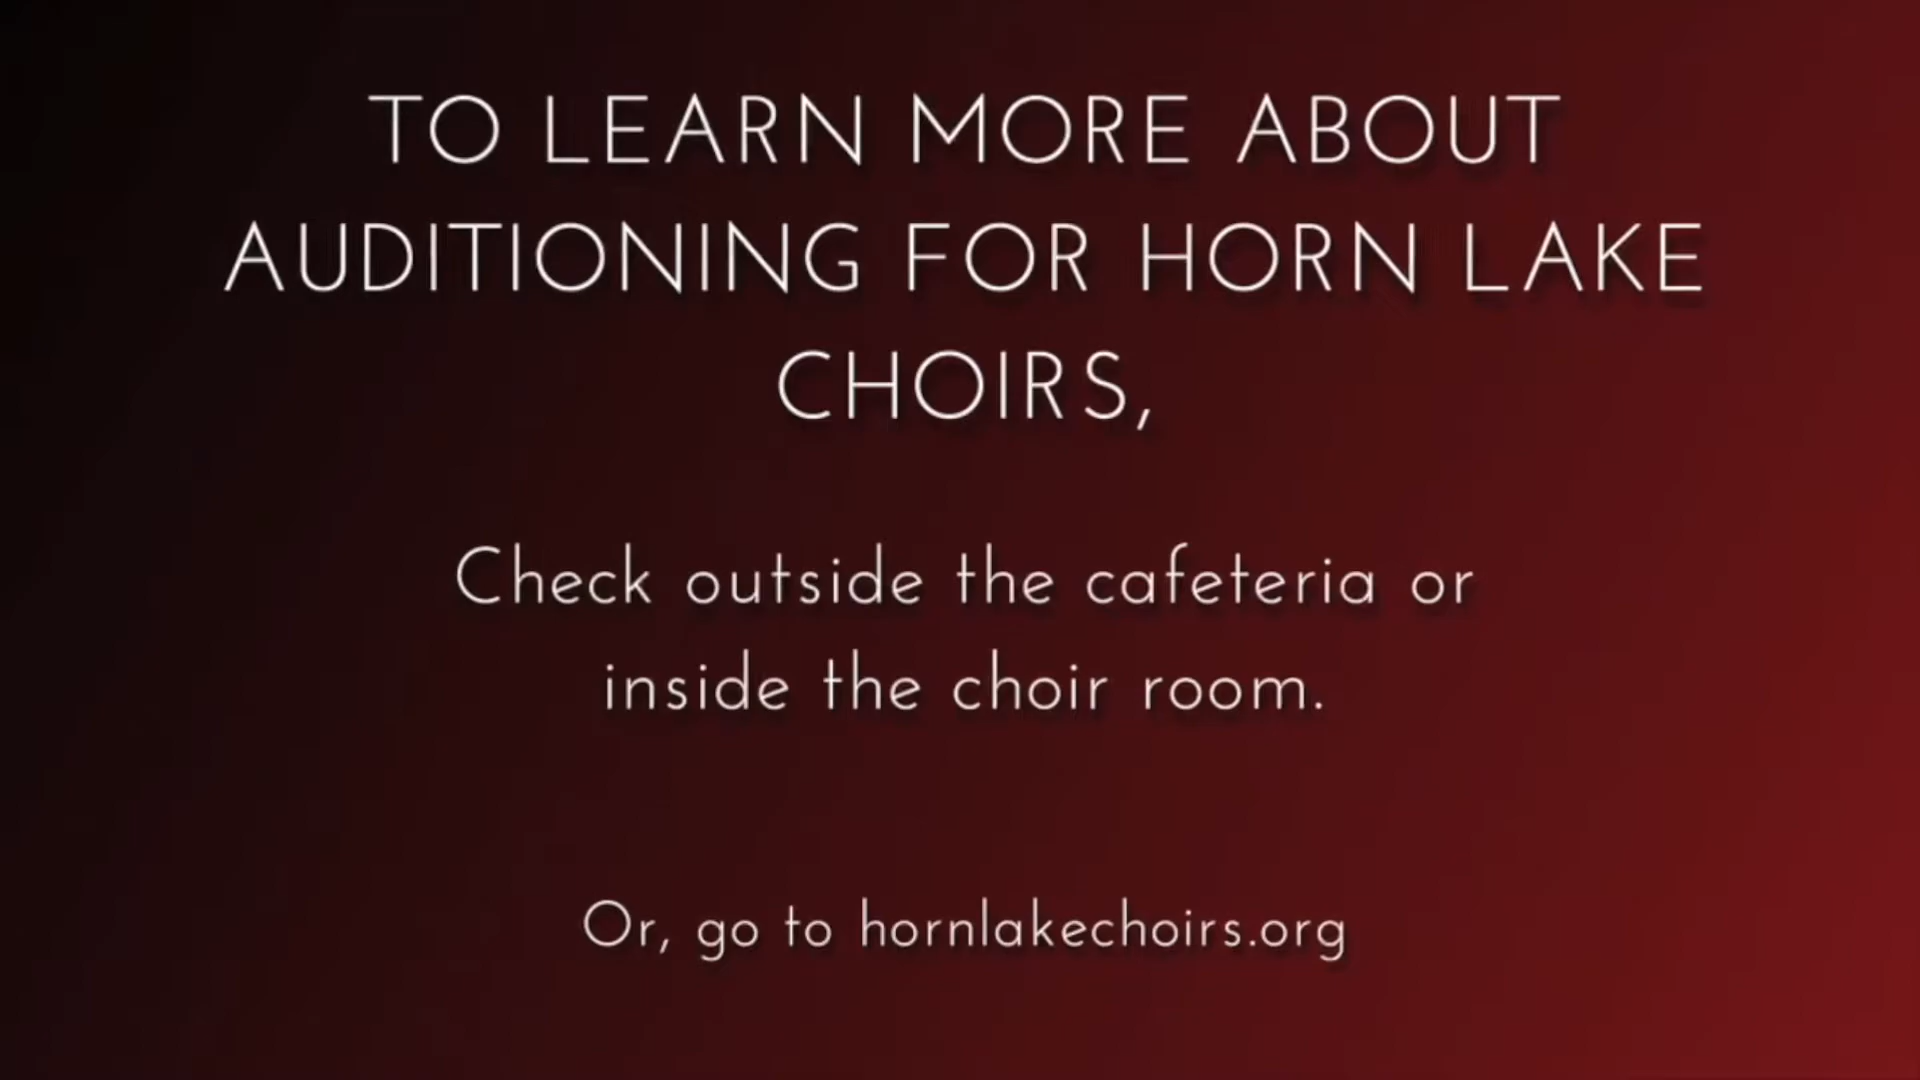 TO LEARN MORE ABOUT
AUDITIONING FOR HORN LAKE
CHOIRS,
Check outside the cafeteria or
inside the choir room.
Or, go to hornlakechoirs.org